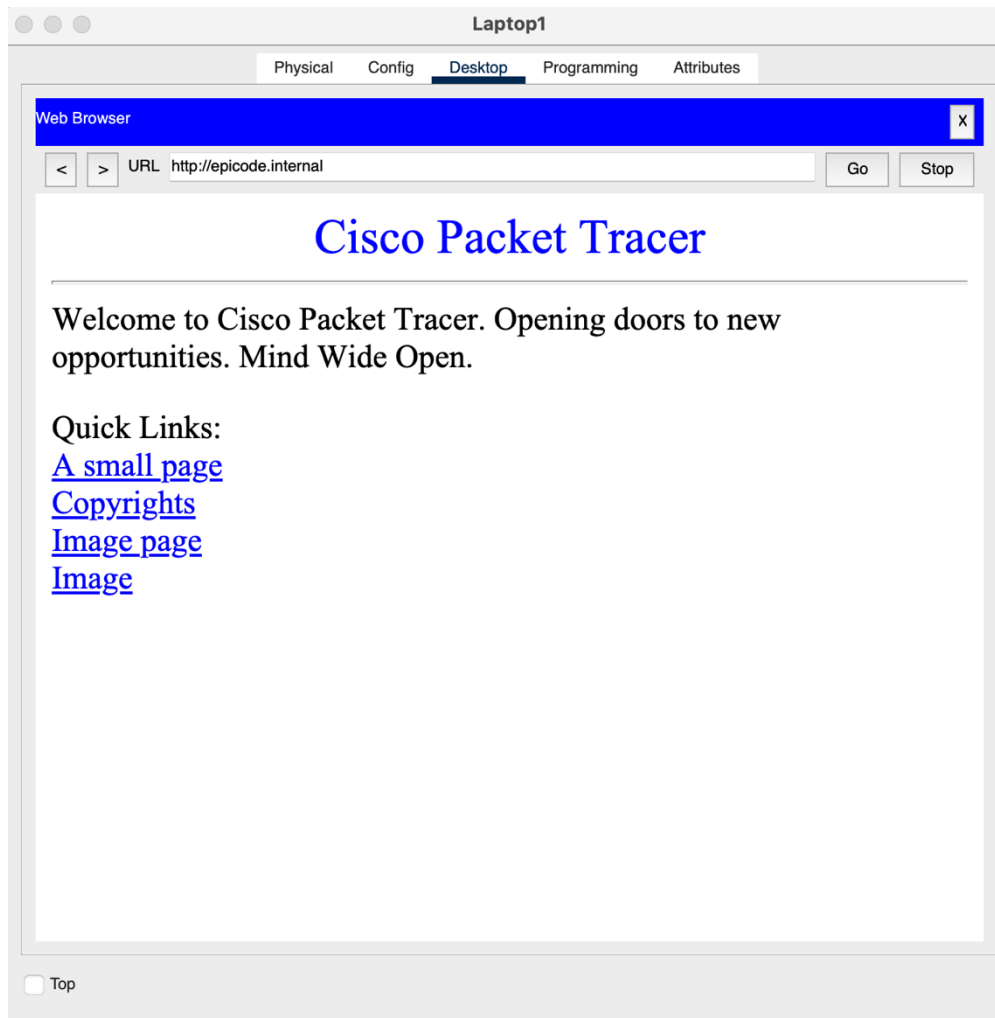 Laptop1
Physical Config Desktop Programming Attributes
Web Browser
X
< > URL http://epicode.internal Go Stop
Cisco Packet Tracer
Welcome to Cisco Packet Tracer. Opening doors to new
opportunities. Mind Wide Open.
Quick Links:
A small page
Copyrights
Image page
Image
Top